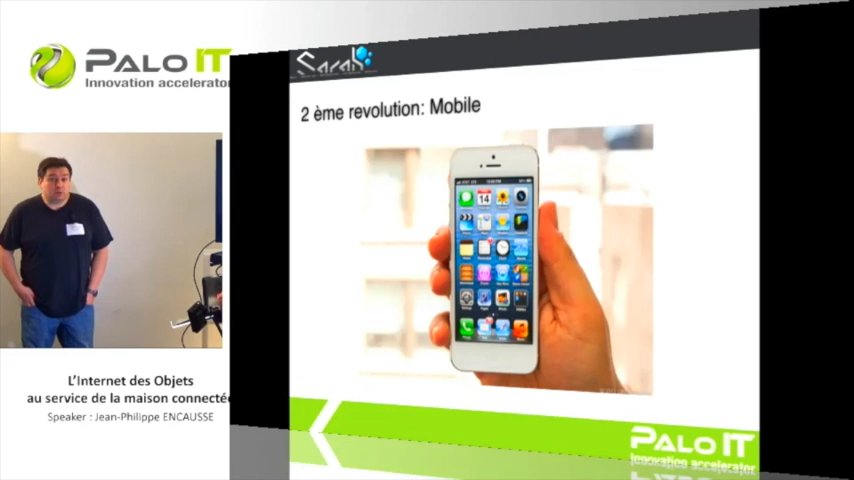 PALO IT
Innovation accelerator
L'Internet des Objets
au service de la maison connectée
Speaker : Jean-Philippe ENCAUSSE
Sarah
2 ème revolution: Mobile
14
PALO IT
Innovation accelerator